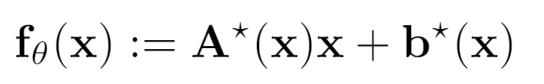 f_θ(x) := A^⋆(x)x + b^⋆(x)